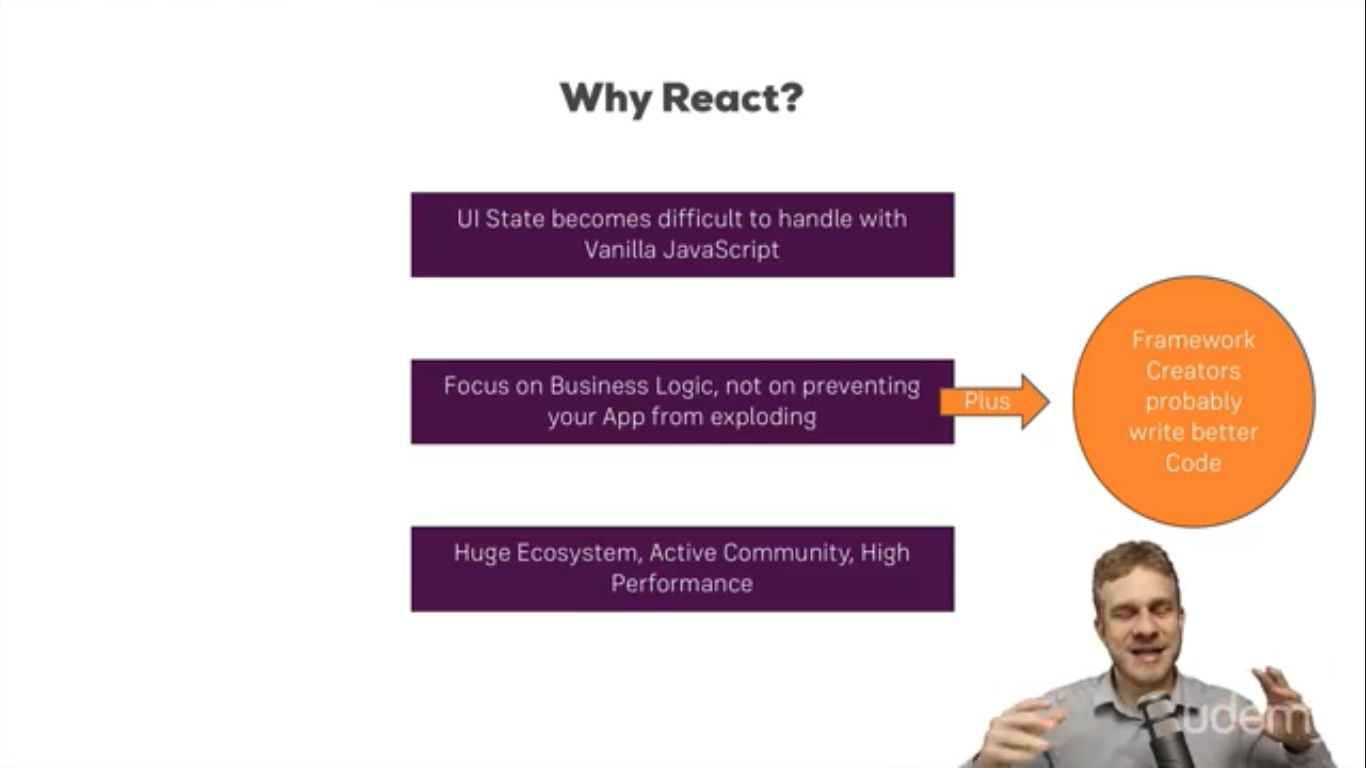 Why React?
UI State becomes difficult to handle with
Vanilla JavaScript
Focus on Business Logic, not on preventing
your App from exploding
Plus
Framework
Creators
probably
write better
Code
Huge Ecosystem, Active Community, High
Performance
udemy